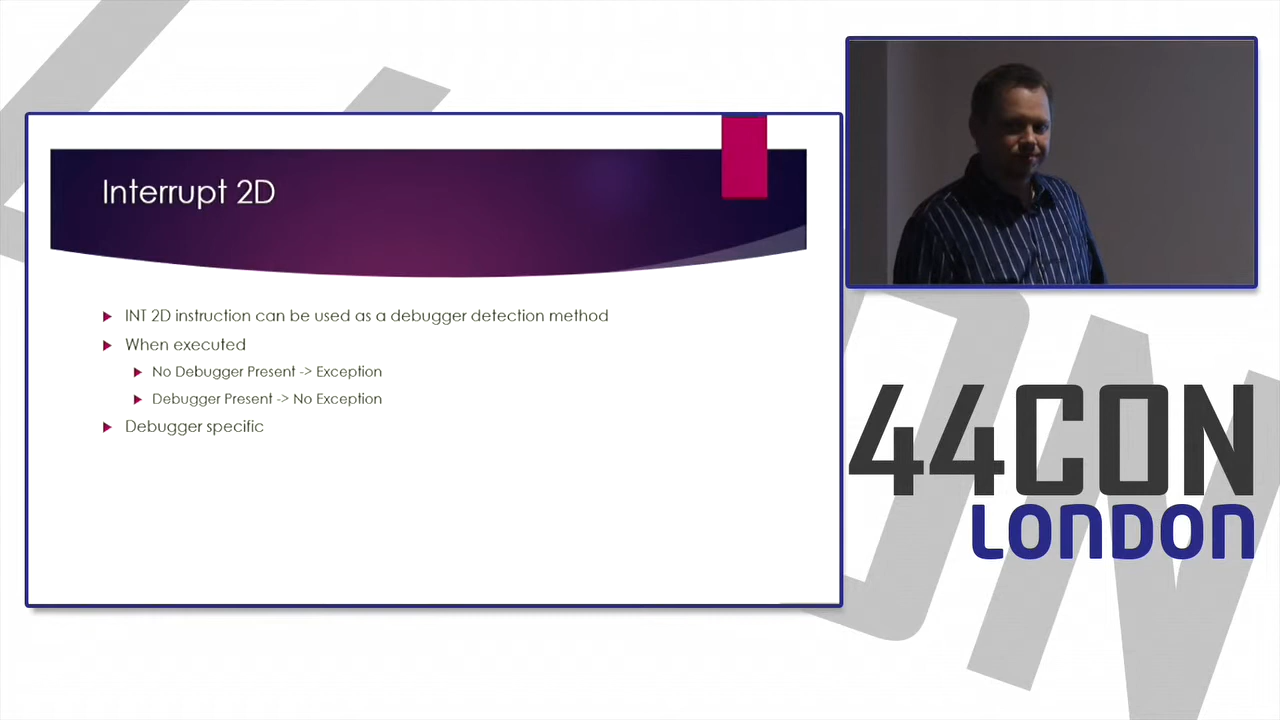 Interrupt 2D
INT 2D instruction can be used as a debugger detection method
When executed
No Debugger Present -> Exception
Debugger Present -> No Exception
Debugger specific
44CON
LONDON